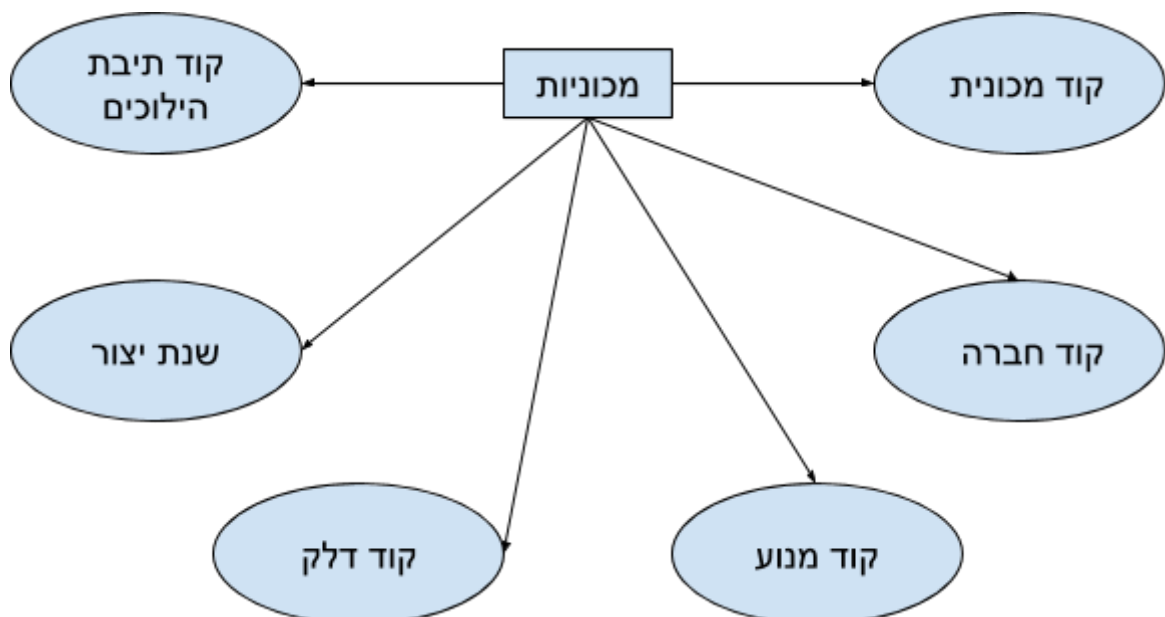 קוד מכונית
מכוניות
קוד תיבת
הילוכים
קוד חברה
שנת יצור
קוד מנוע
קוד דלק